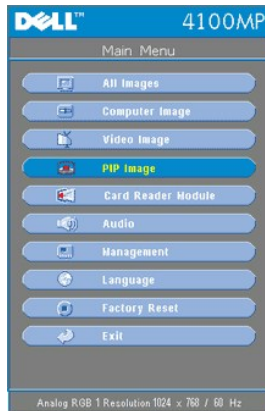 DELL™
4100MP
Main Menu
All Images
Computer Image
Video Image
PIP Image
Card Reader Module
Audio
Management
Language
Factory Reset
Exit
Analog RGB 1 Resolution 1024 x 768 / 60 Hz